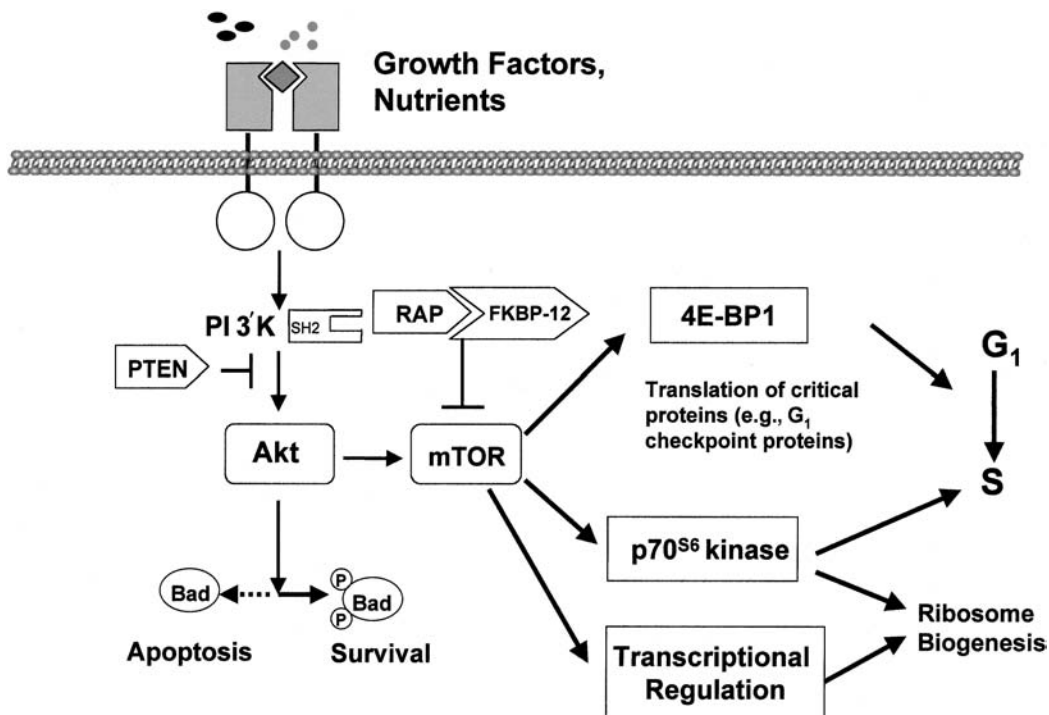 Growth Factors,
Nutrients
PI 3′K
SH2
RAP
FKBP-12
4E-BP1
G₁
PTEN
Translation of critical
proteins (e.g., G₁
checkpoint proteins)
Akt
mTOR
S
p70ˢ⁶ kinase
Bad
P
Bad
P
Ribosome
Biogenesis
Apoptosis
Survival
Transcriptional
Regulation